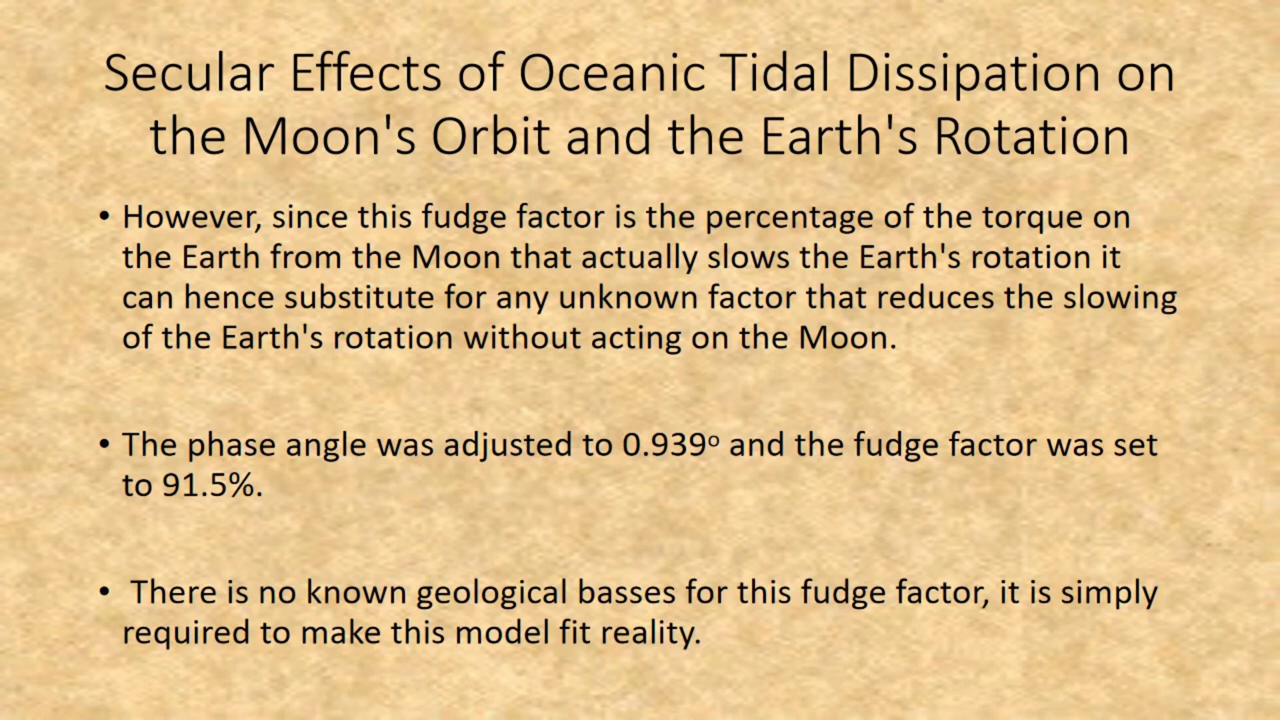 Secular Effects of Oceanic Tidal Dissipation on
the Moon's Orbit and the Earth's Rotation
• However, since this fudge factor is the percentage of the torque on
the Earth from the Moon that actually slows the Earth's rotation it
can hence substitute for any unknown factor that reduces the slowing
of the Earth's rotation without acting on the Moon.
• The phase angle was adjusted to 0.939º and the fudge factor was set
to 91.5%.
• There is no known geological basses for this fudge factor, it is simply
required to make this model fit reality.